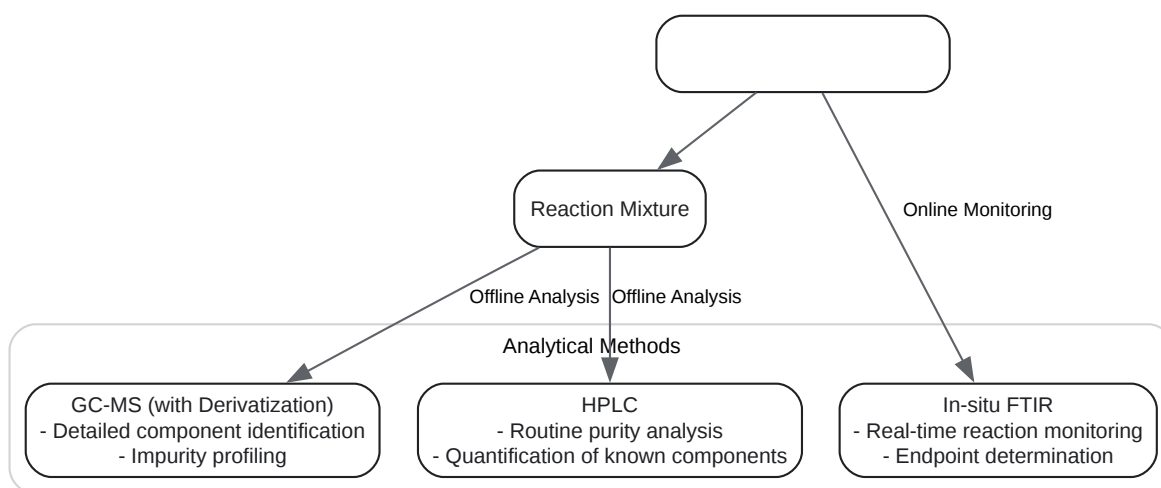 Reaction Mixture
Online Monitoring
Offline Analysis
Offline Analysis
Analytical Methods
GC-MS (with Derivatization)
- Detailed component identification
- Impurity profiling
HPLC
- Routine purity analysis
- Quantification of known components
In-situ FTIR
- Real-time reaction monitoring
- Endpoint determination